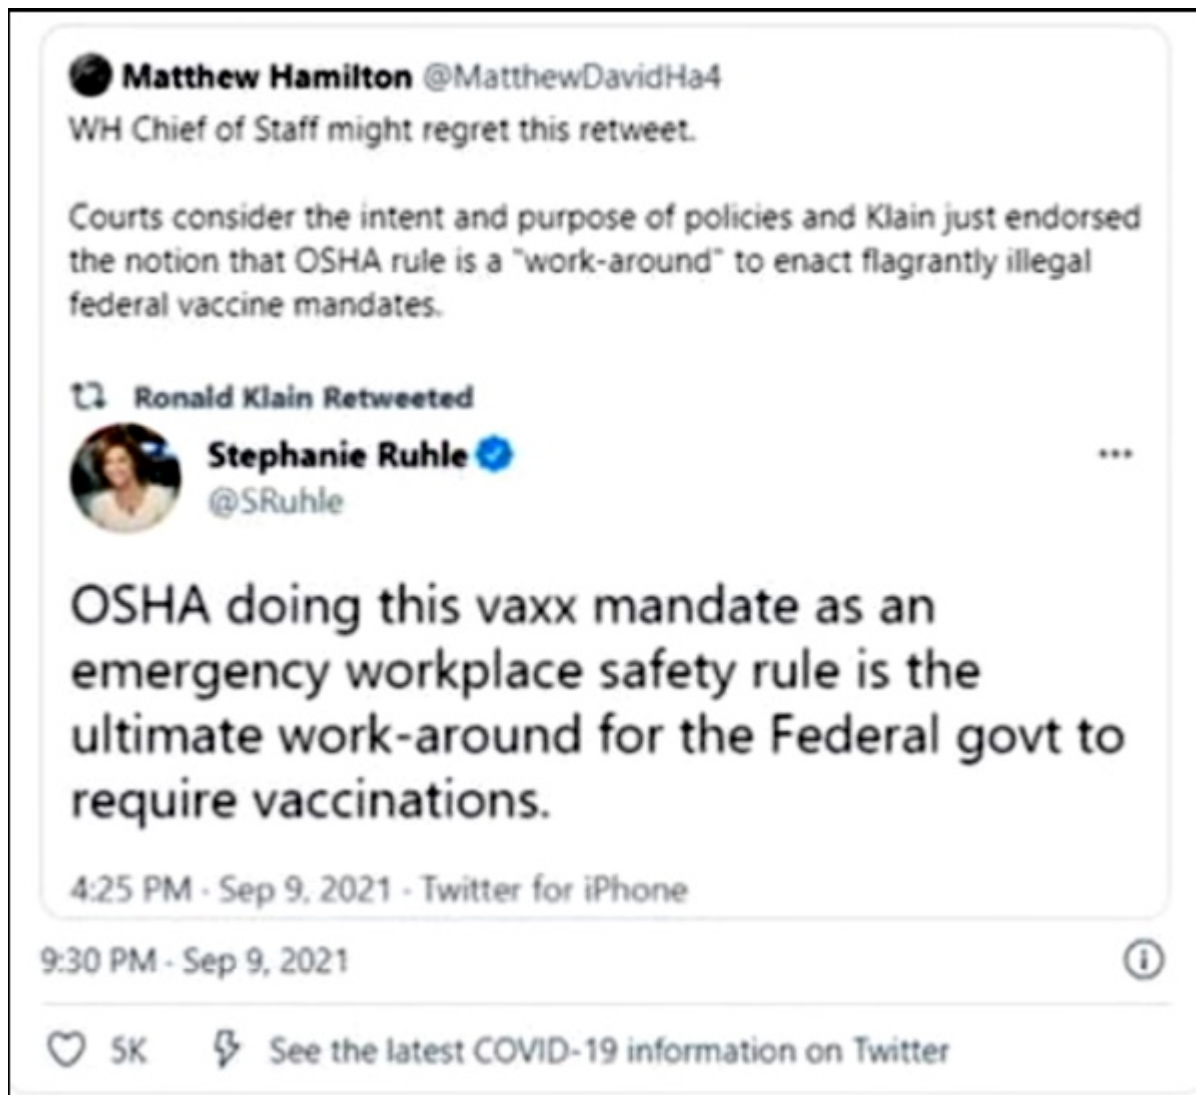 Matthew Hamilton @MatthewDavidHa4
WH Chief of Staff might regret this retweet.
Courts consider the intent and purpose of policies and Klain just endorsed
the notion that OSHA rule is a "work-around" to enact flagrantly illegal
federal vaccine mandates.
Ronald Klain Retweeted
Stephanie Ruhle
@SRuhle
OSHA doing this vaxx mandate as an
emergency workplace safety rule is the
ultimate work-around for the Federal govt to
require vaccinations.
4:25 PM · Sep 9, 2021 · Twitter for iPhone
9:30 PM · Sep 9, 2021
5K See the latest COVID-19 information on Twitter